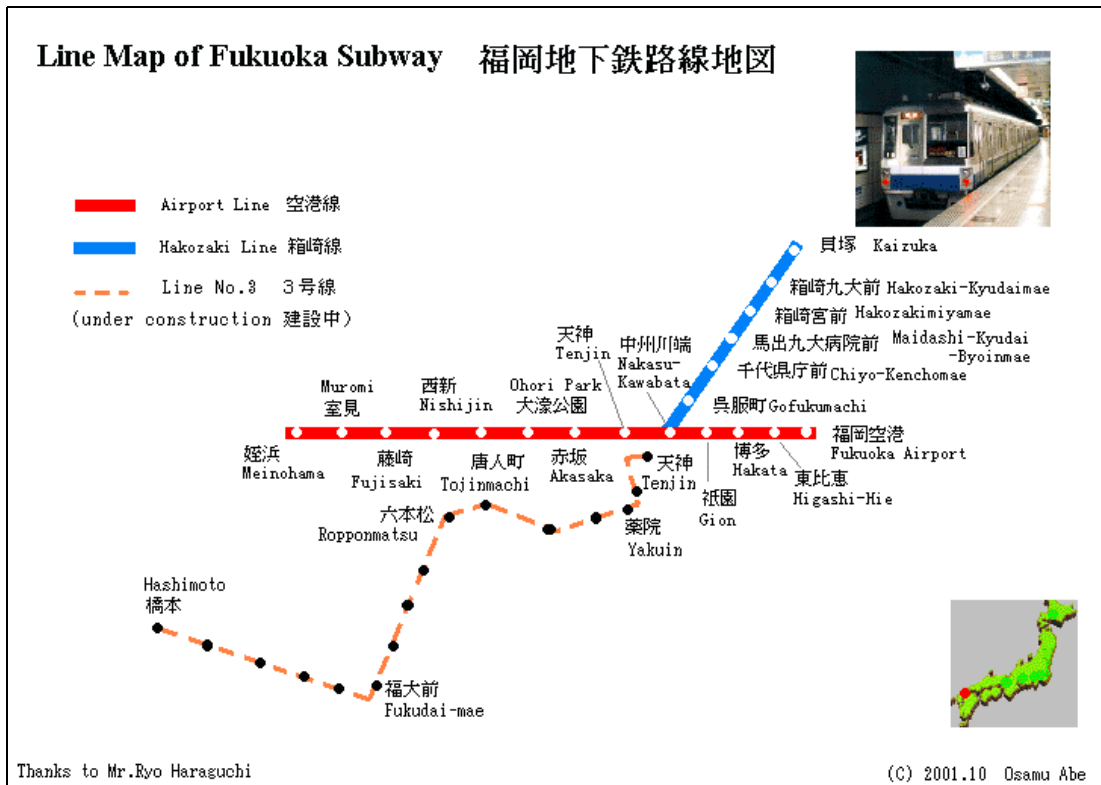 Line Map of Fukuoka Subway 福岡地下鉄路線地図
Airport Line 空港線
Hakozaki Line 箱崎線
Line No.3 3号線
(under construction 建設中)
貝塚 Kaizuka
箱崎九大前 Hakozaki-Kyudaimae
箱崎宮前 Hakozakimiyamae
馬出九大病院前 Maidashi-Kyudai
-Byoinmae
千代県庁前 Chiyo-Kenchomae
呉服町 Gofukumachi
天神
Tenjin
中州川端
Nakasu-
Kawabata
Muromi
室見
西新
Nishijin
Ohori Park
大濠公園
福岡空港
Fukuoka Airport
姪浜
Meinohama
藤崎
Fujisaki
唐人町
Tojinmachi
赤坂
Akasaka
天神
Tenjin
祇園
Gion
博多
Hakata
東比恵
Higashi-Hie
六本松
Ropponmatsu
薬院
Yakuin
Hashimoto
橋本
福大前
Fukudai-mae
Thanks to Mr.Ryo Haraguchi
(C) 2001.10 Osamu Abe